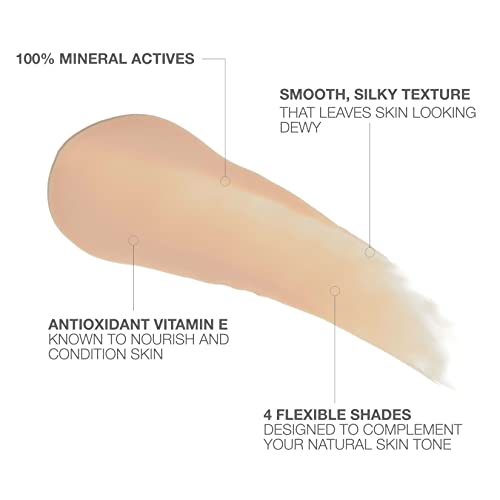 100% MINERAL ACTIVES
SMOOTH, SILKY TEXTURE
THAT LEAVES SKIN LOOKING
DEWY
ANTIOXIDANT VITAMIN E
KNOWN TO NOURISH AND
CONDITION SKIN
4 FLEXIBLE SHADES
DESIGNED TO COMPLEMENT
YOUR NATURAL SKIN TONE